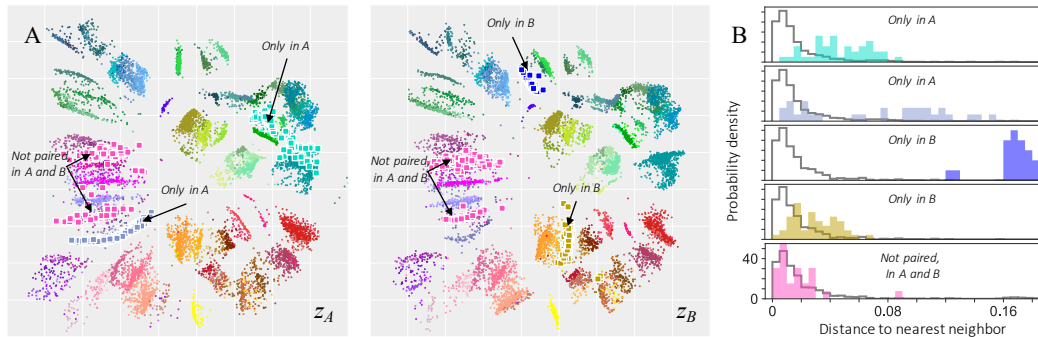 A
Only in A
Not paired,
in A and B
Only in A
z_A
Only in B
Not paired,
in A and B
Only in B
z_B
B
Only in A
Only in A
Only in B
Only in B
Not paired,
In A and B
Probability density
40
0
0
0.08
0.16
Distance to nearest neighbor